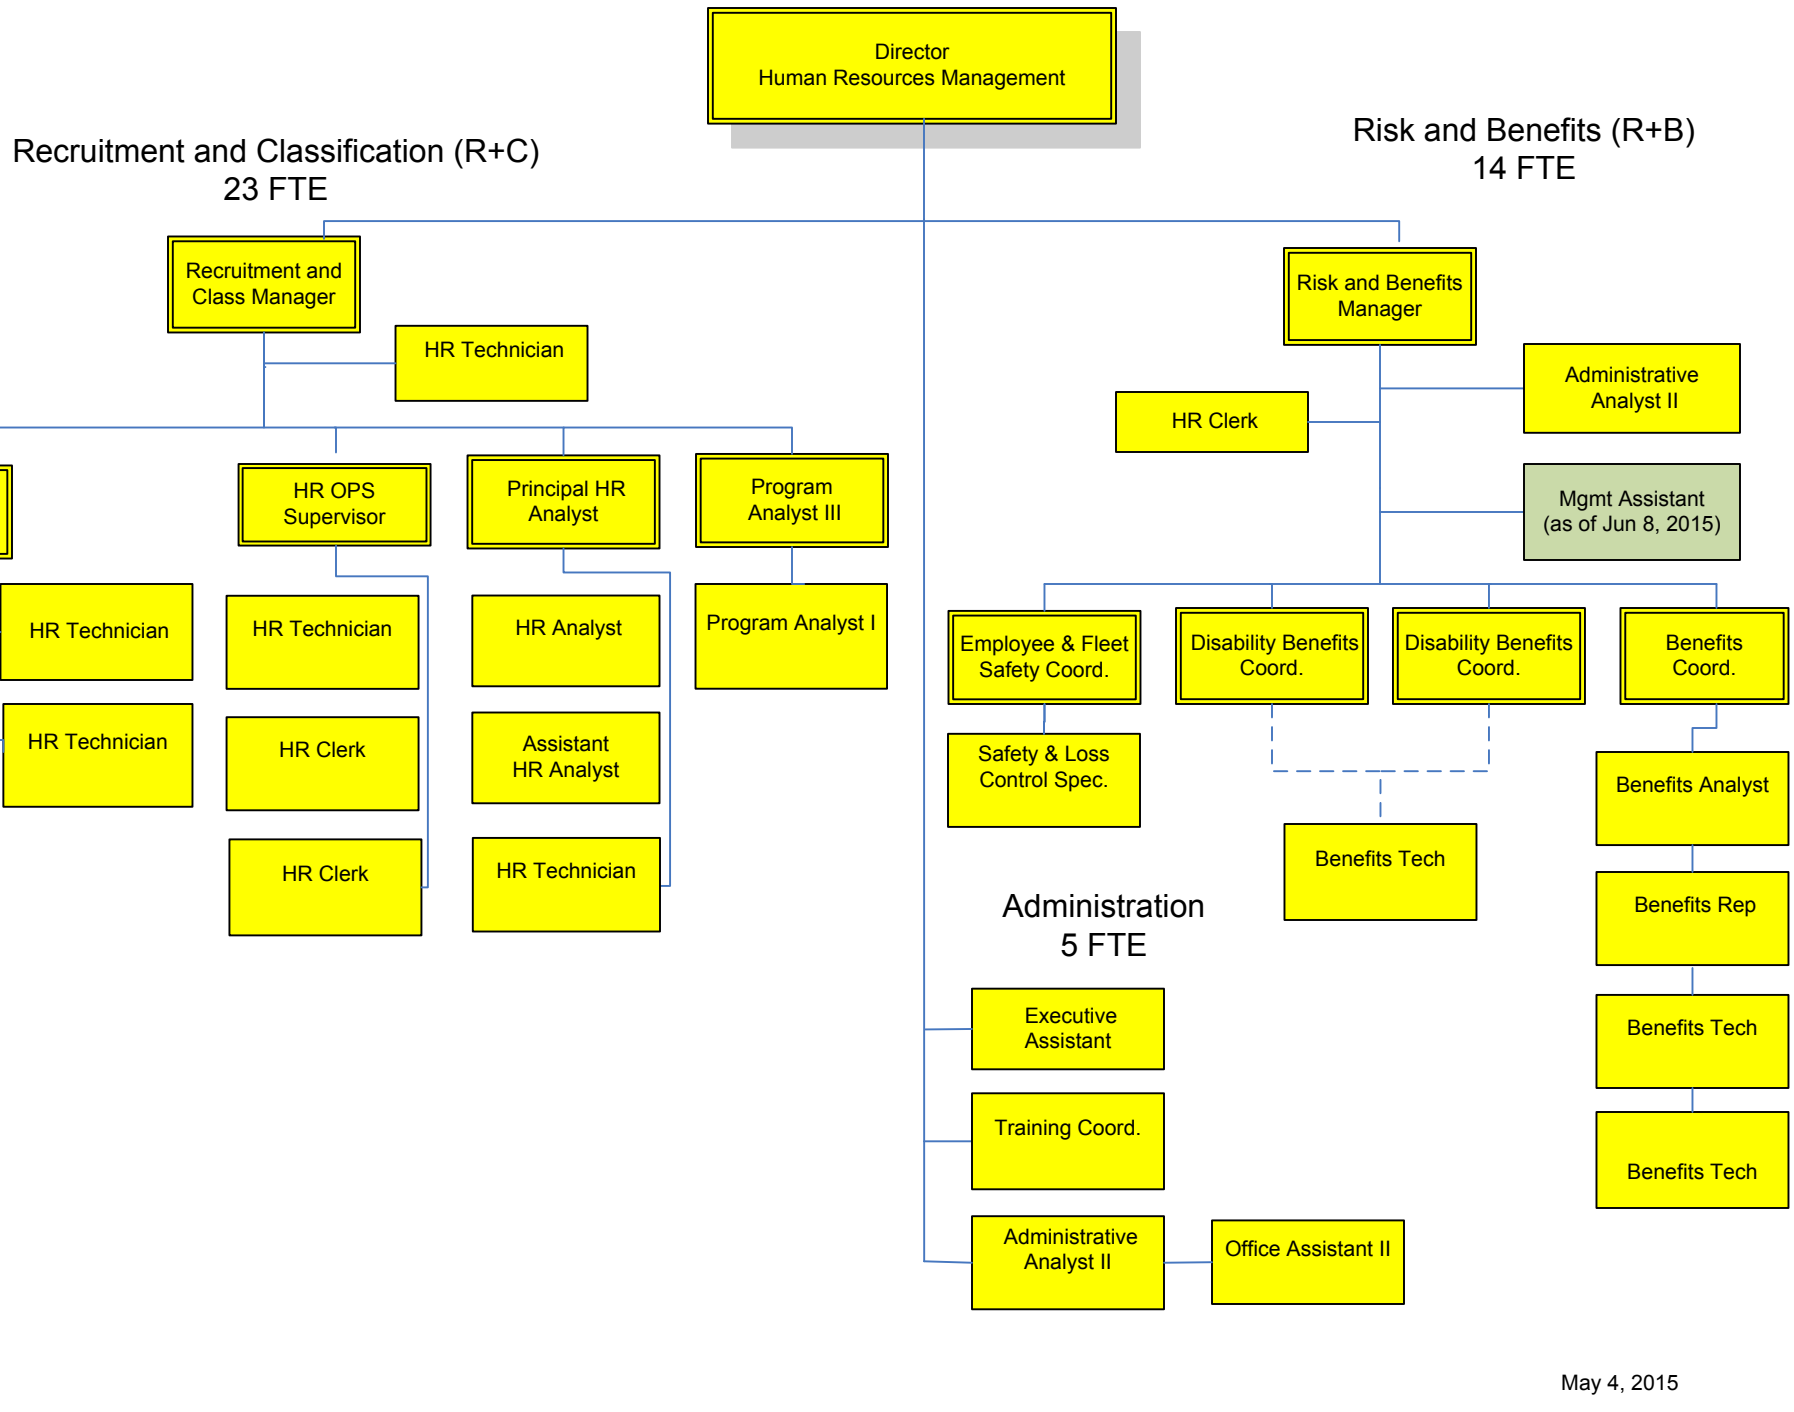 Director
Human Resources Management
Recruitment and Classification (R+C)
23 FTE
Risk and Benefits (R+B)
14 FTE
Recruitment and
Class Manager
HR Technician
Risk and Benefits
Manager
Administrative
Analyst II
HR Clerk
Mgmt Assistant
(as of Jun 8, 2015)
HR OPS
Supervisor
Principal HR
Analyst
Program
Analyst III
HR Technician
HR Technician
HR Technician
HR Clerk
HR Clerk
HR Analyst
Assistant
HR Analyst
HR Technician
Program Analyst I
Employee & Fleet
Safety Coord.
Safety & Loss
Control Spec.
Disability Benefits
Coord.
Disability Benefits
Coord.
Benefits Tech
Benefits
Coord.
Benefits Analyst
Benefits Rep
Benefits Tech
Benefits Tech
Administration
5 FTE
Executive
Assistant
Training Coord.
Administrative
Analyst II
Office Assistant II
May 4, 2015